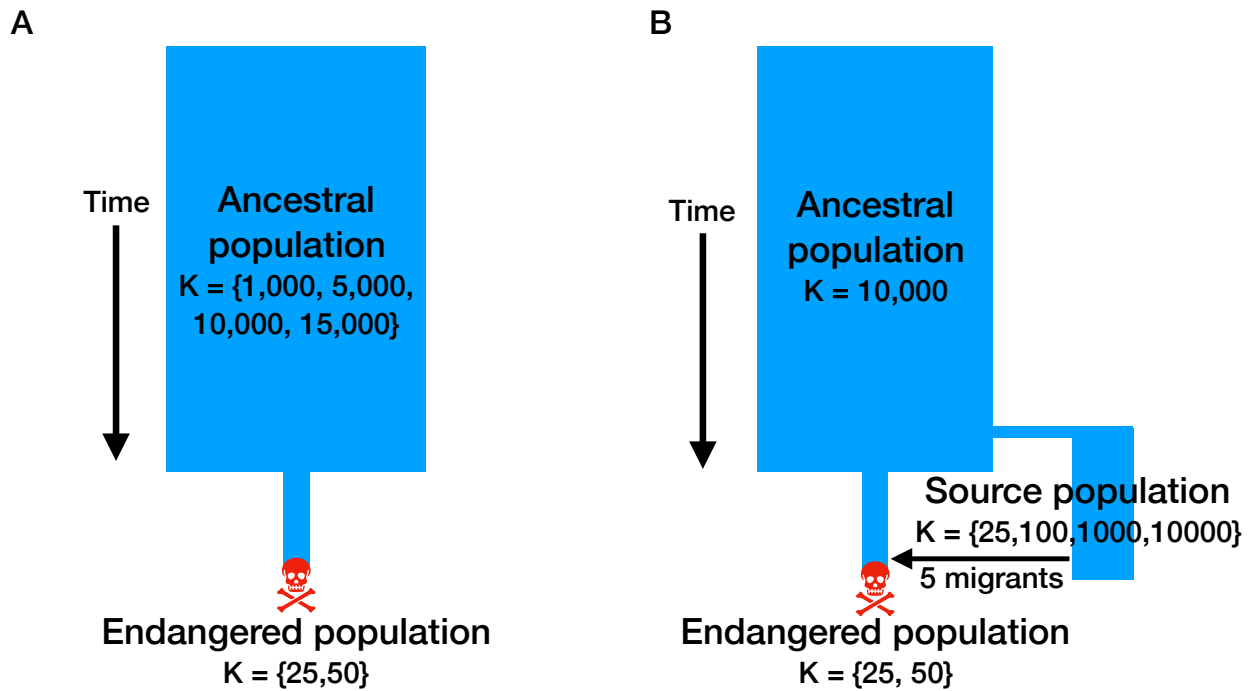 A
Time
Ancestral
population
K = {1,000, 5,000,
10,000, 15,000}
Endangered population
K = {25,50}
B
Time
Ancestral
population
K = 10,000
Source population
K = {25,100,1000,10000}
5 migrants
Endangered population
K = {25, 50}